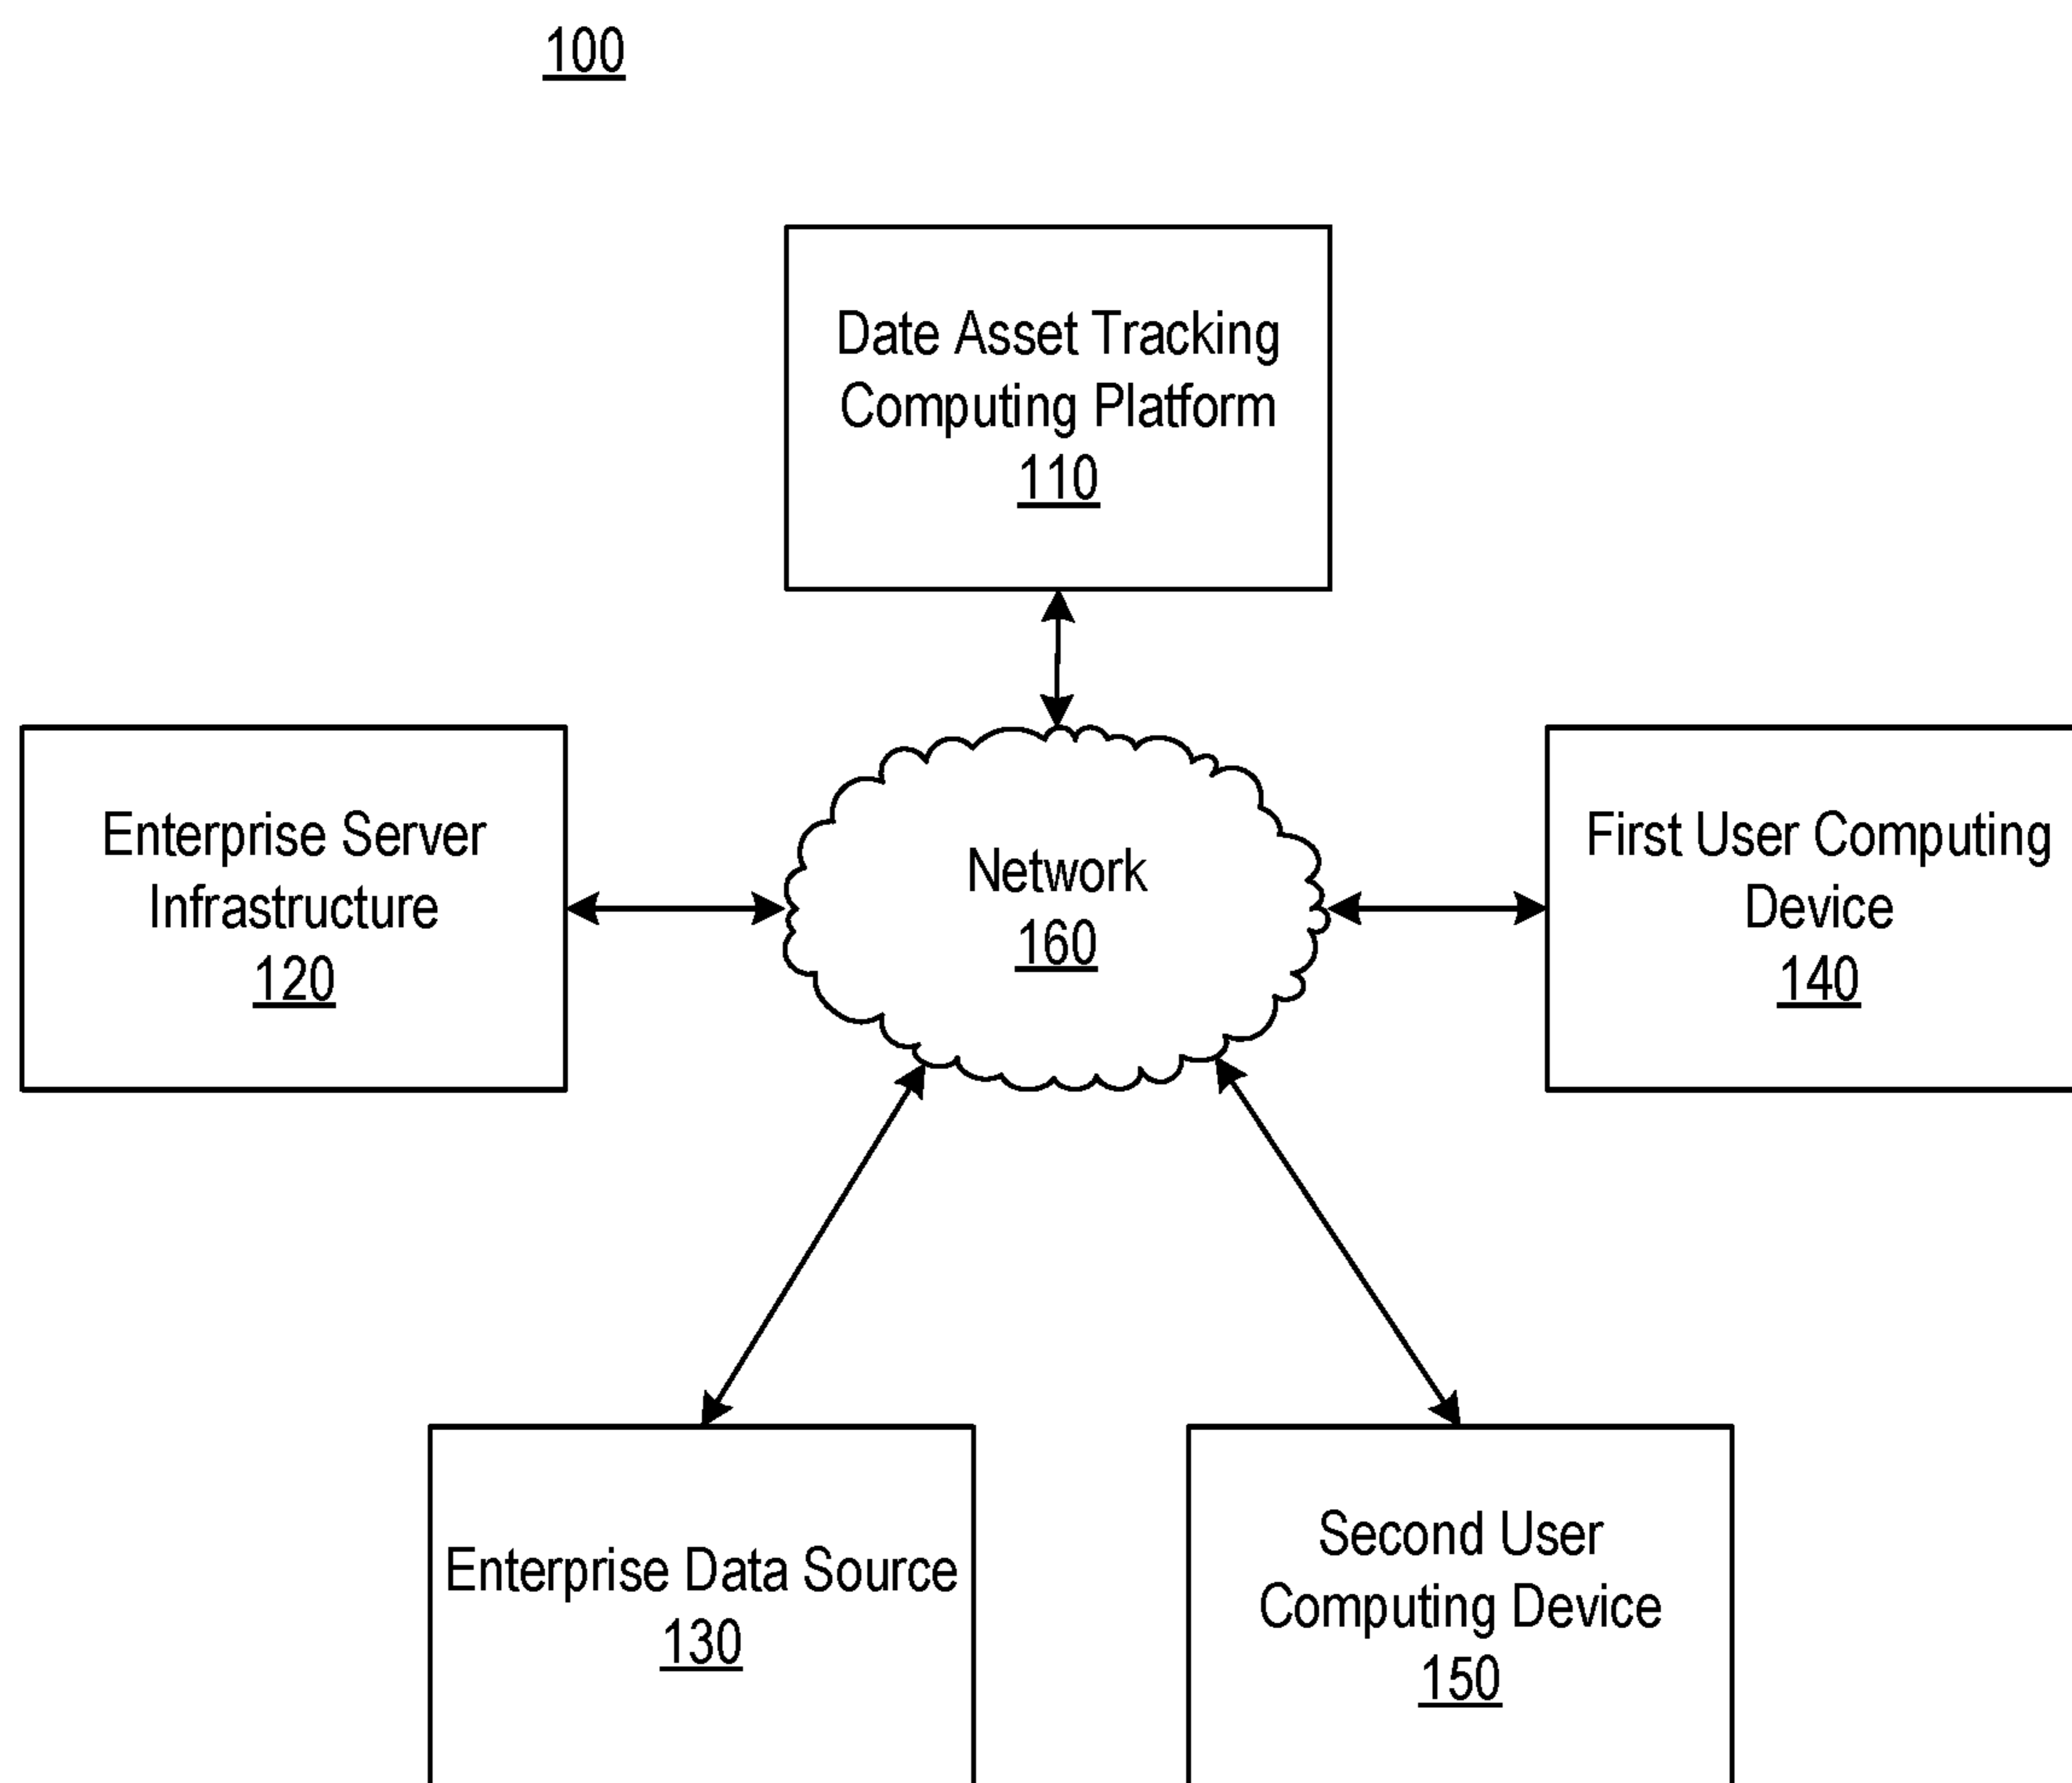 100
Date Asset Tracking
Computing Platform
110
Enterprise Server
Infrastructure
120
Network
160
First User Computing
Device
140
Enterprise Data Source
130
Second User
Computing Device
150